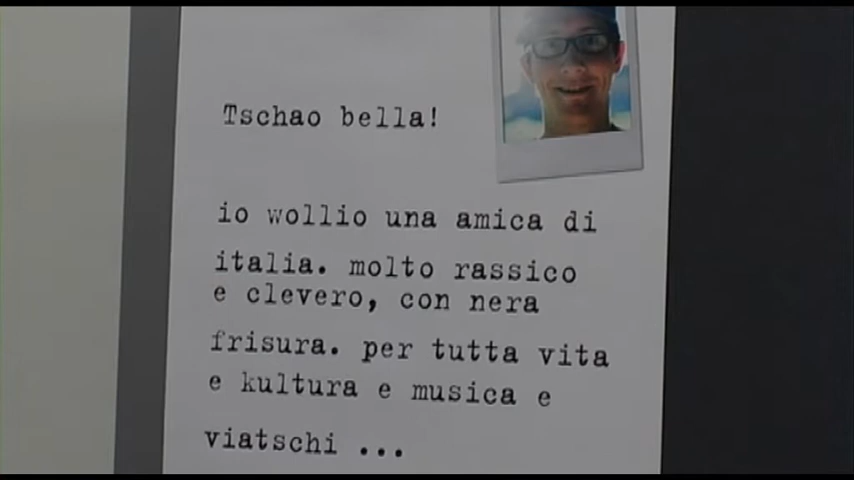 Tschao bella!
io wollio una amica di
italia. molto rassico
e clevero, con nera
frisura. per tutta vita
e kultura e musica e
viatschi ...